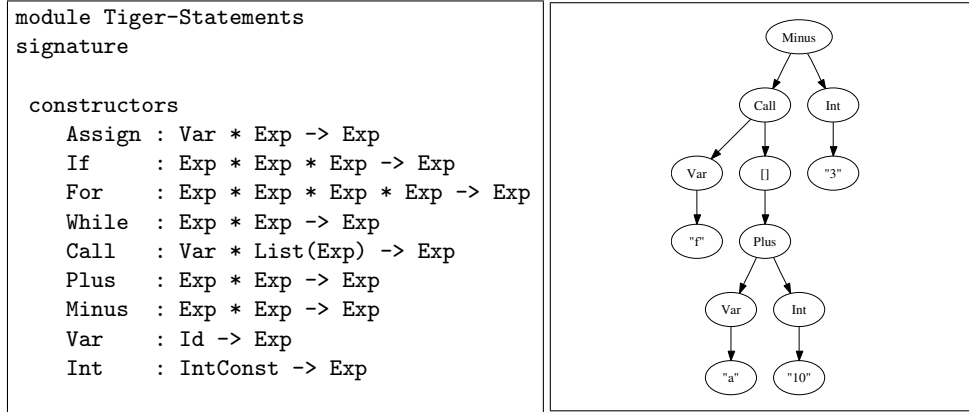 module Tiger-Statements
signature
constructors
Assign : Var * Exp -> Exp
If : Exp * Exp * Exp -> Exp
For : Exp * Exp * Exp * Exp -> Exp
While : Exp * Exp -> Exp
Call : Var * List(Exp) -> Exp
Plus : Exp * Exp -> Exp
Minus : Exp * Exp -> Exp
Var : Id -> Exp
Int : IntConst -> Exp
Minus
Call Int
Var [] "3"
"f" Plus
Var Int
"a" "10"